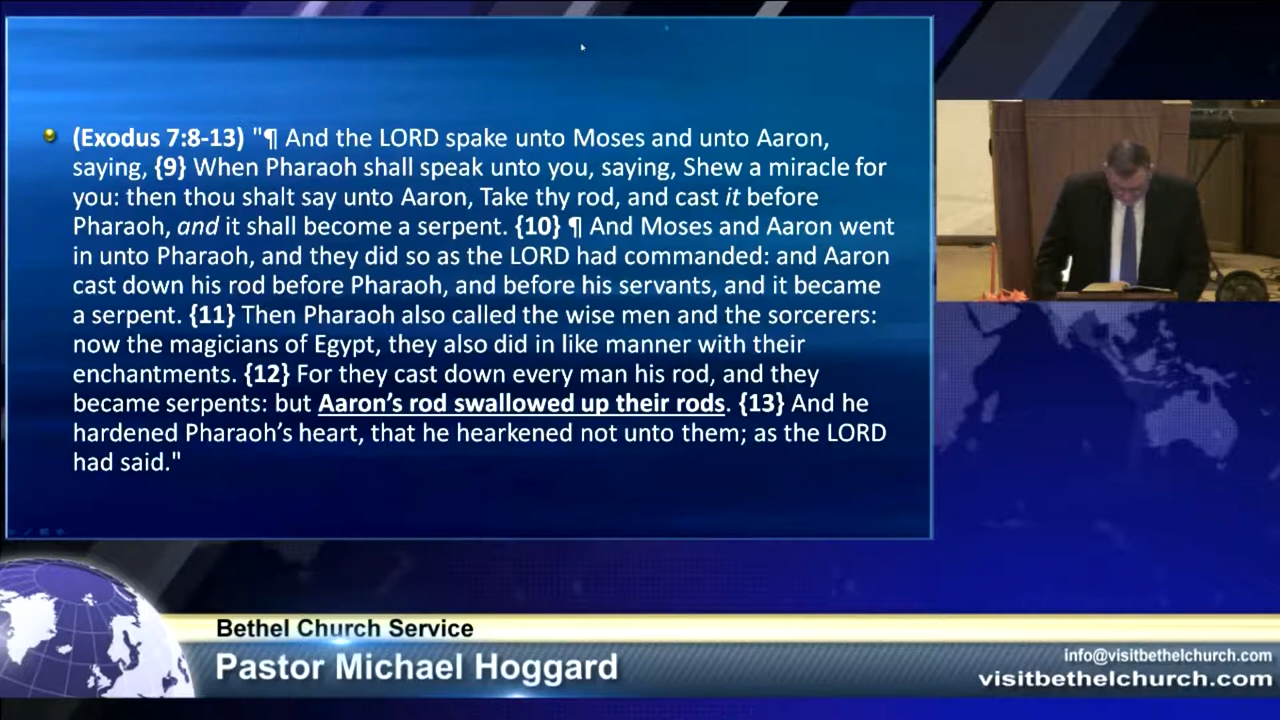 (Exodus 7:8-13) "¶ And the LORD spake unto Moses and unto Aaron,
saying, {9} When Pharaoh shall speak unto you, saying, Shew a miracle for
you: then thou shalt say unto Aaron, Take thy rod, and cast it before
Pharaoh, and it shall become a serpent. {10} ¶ And Moses and Aaron went
in unto Pharaoh, and they did so as the LORD had commanded: and Aaron
cast down his rod before Pharaoh, and before his servants, and it became
a serpent. {11} Then Pharaoh also called the wise men and the sorcerers:
now the magicians of Egypt, they also did in like manner with their
enchantments. {12} For they cast down every man his rod, and they
became serpents: but Aaron’s rod swallowed up their rods. {13} And he
hardened Pharaoh’s heart, that he hearkened not unto them; as the LORD
had said."
Bethel Church Service
Pastor Michael Hoggard
info@visitbethelchurch.com
visitbethelchurch.com